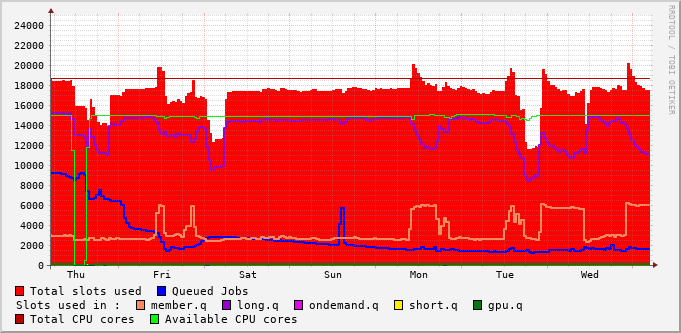 RRDTOOL / TOBI OETIKER
24000
22000
20000
18000
16000
14000
12000
10000
8000
6000
4000
2000
0
Thu Fri Sat Sun Mon Tue Wed
Total slots used Queued Jobs
Slots used in : member.q long.q ondemand.q short.q gpu.q
Total CPU cores Available CPU cores